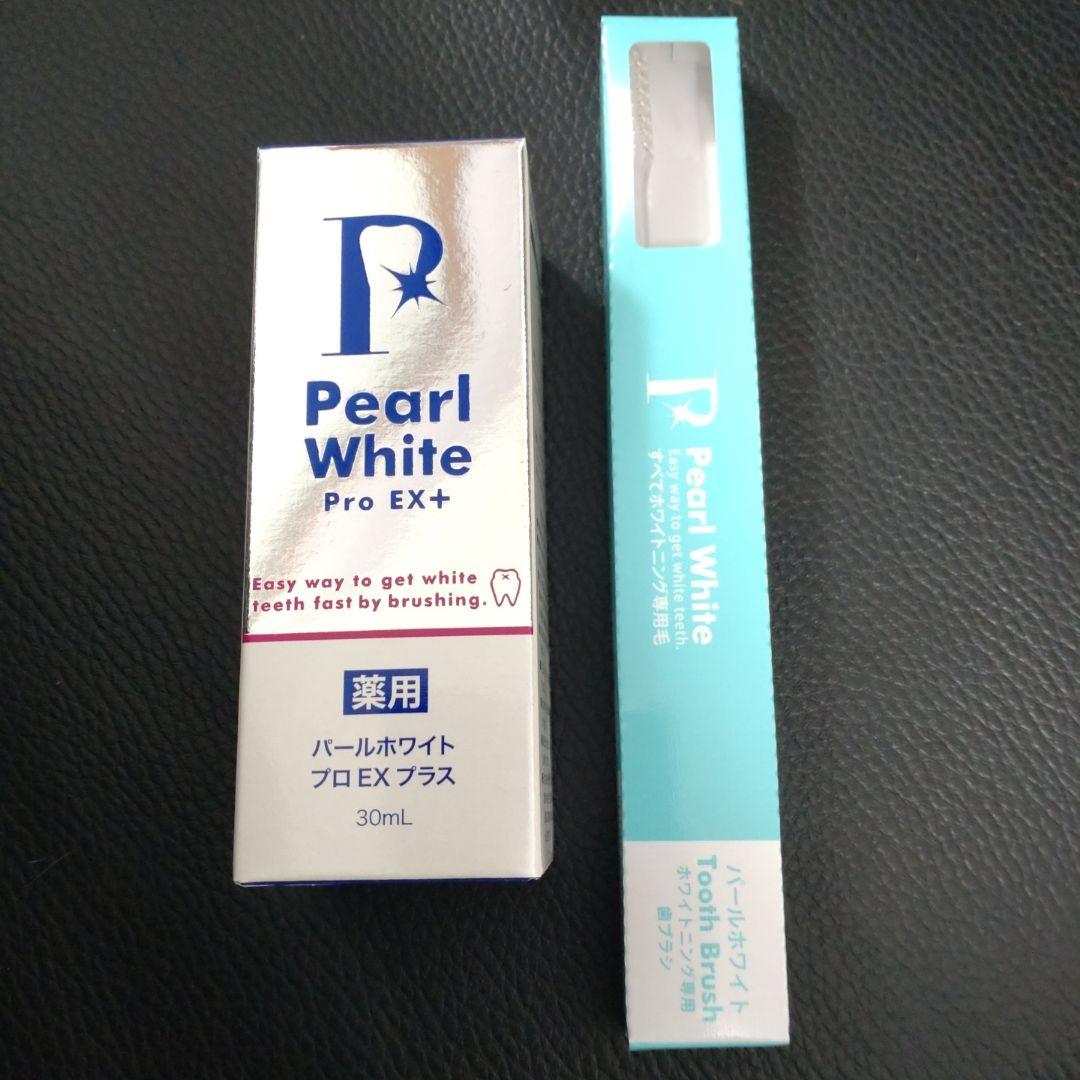 Pearl
White
Pro EX+
Easy way to get white
teeth fast by brushing.
薬用
パールホワイト
プロ EX プラス
30mL
Pearl White
Easy way to get white teeth.
すべてホワイトニング専用毛
パールホワイト
Tooth Brush
ホワイトニング専用
歯ブラシ